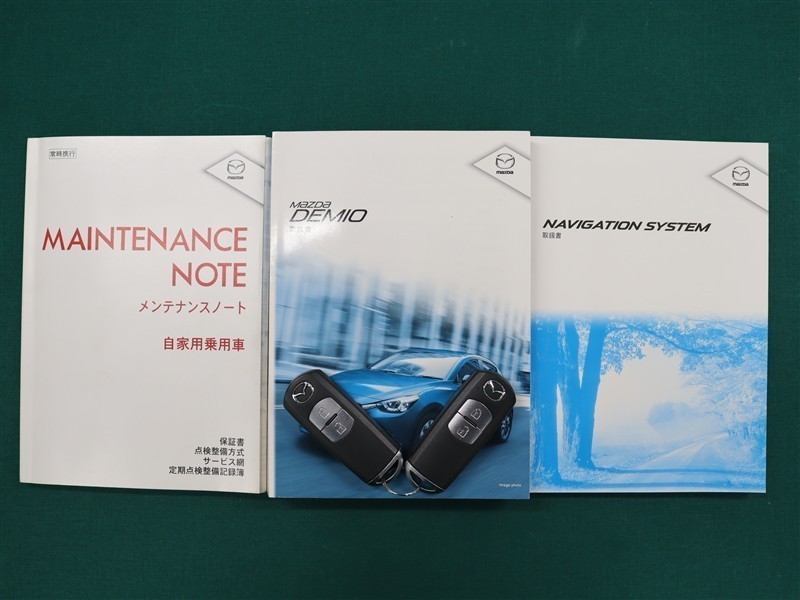 常時携行
mazda
MAINTENANCE
NOTE
メンテナンスノート
自家用乗用車
保証書
点検整備方式
サービス網
定期点検整備記録簿
mazda
mazda
DEMIO
取扱書
Image photo
mazda
NAVIGATION SYSTEM
取扱書